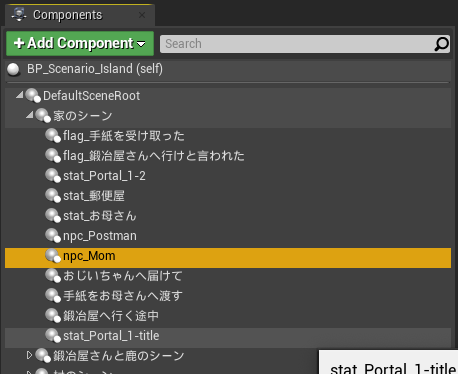 Components
+ Add Component
Search
BP_Scenario_Island (self)
DefaultSceneRoot
家のシーン
flag_手紙を受け取った
flag_鍛冶屋さんへ行けと言われた
stat_Portal_1-2
stat_郵便屋
stat_お母さん
npc_Postman
npc_Mom
おじいちゃんへ届けて
手紙をお母さんへ渡す
鍛冶屋へ行く途中
stat_Portal_1-title
鍛冶屋さんと鹿のシーン
stat_Portal_1-title